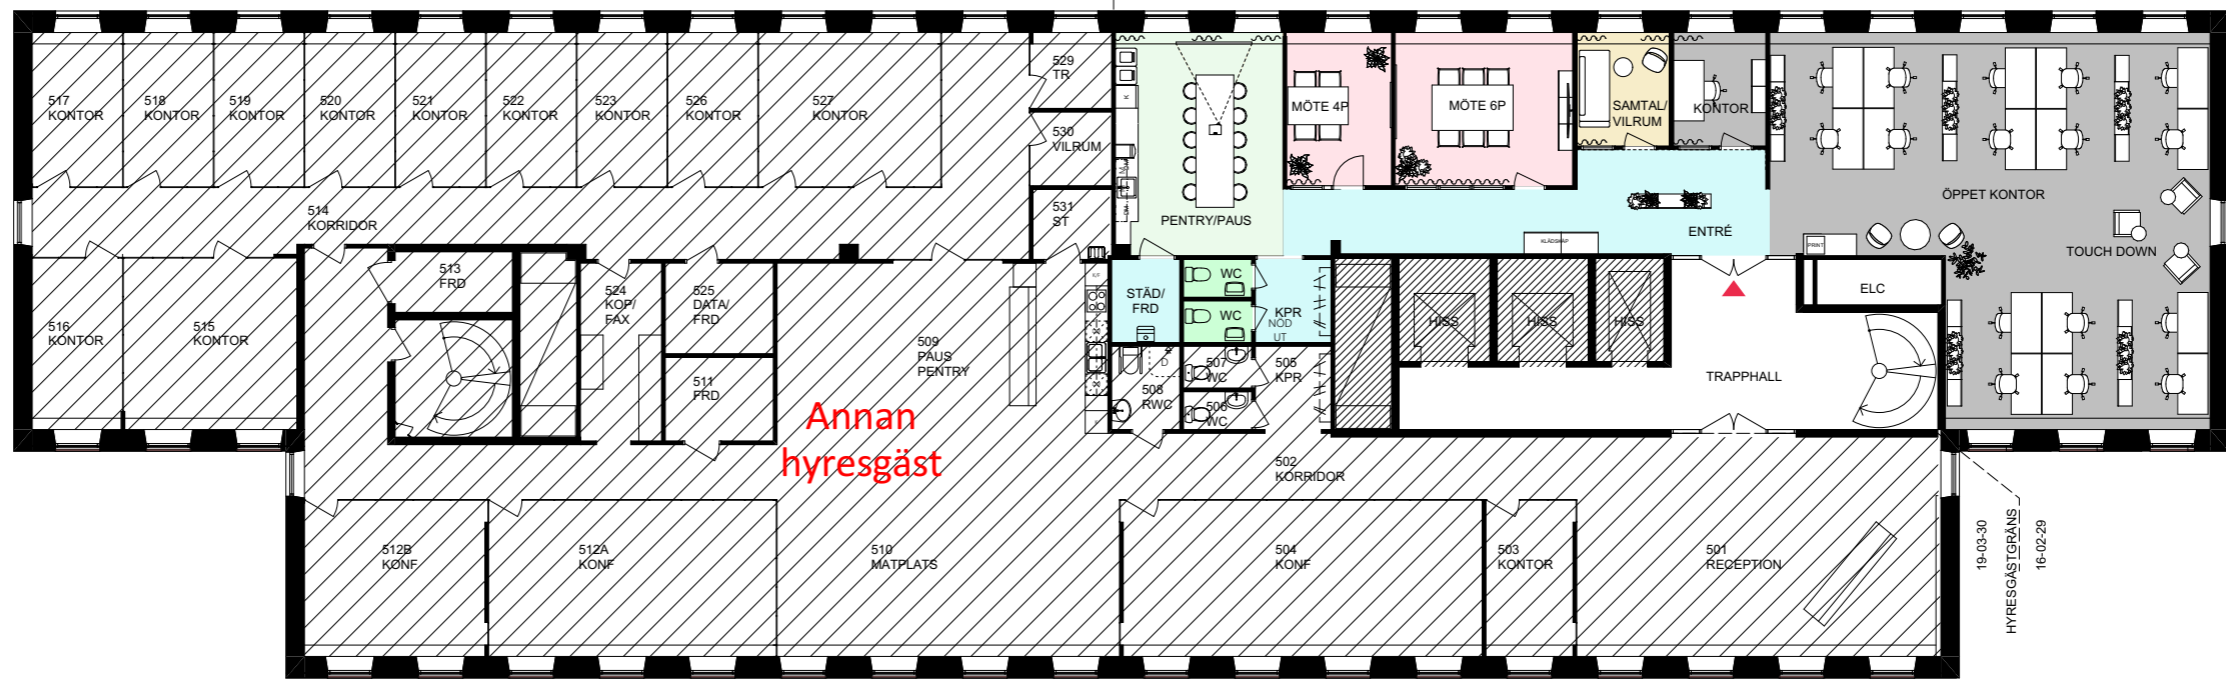 517
KONTOR
518
KONTOR
519
KONTOR
520
KONTOR
521
KONTOR
522
KONTOR
523
KONTOR
526
KONTOR
527
KONTOR
529
TR
530
VILRUM
531
ST
514
KORRIDOR
K
DM
PENTRY/PAUS
MÖTE 4P
MÖTE 6P
SAMTAL/
VILRUM
KONTOR
ÖPPET KONTOR
TOUCH DOWN
ENTRÉ
KLÄDSKAP
PRINT
ELC
516
KONTOR
515
KONTOR
513
FRD
524
KOP/
FAX
525
DATA/
FRD
511
FRD
509
PAUS
PENTRY
K/F
STÄD/
FRD
WC
WC
KPR
NÖD
UT
HISS
HISS
HISS
TRAPPHALL
D
508
RWC
507
WC
506
WC
505
KPR
Annan
hyresgäst
502
KORRIDOR
512B
KONF
512A
KONF
510
MATPLATS
504
KONF
503
KONTOR
501
RECEPTION
19-03-30
HYRESGÄSTGRÄNS
16-02-29